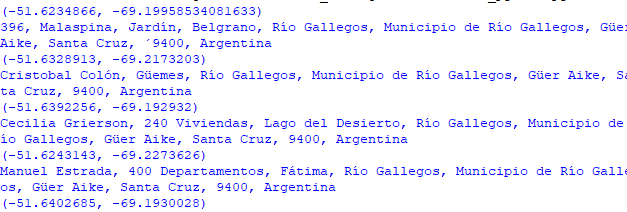 (-51.6234866, -69.19958534081633)
396, Malaspina, Jardín, Belgrano, Río Gallegos, Municipio de Río Gallegos, Güer
Aike, Santa Cruz, ´9400, Argentina
(-51.6328913, -69.2173203)
Cristobal Colón, Güemes, Río Gallegos, Municipio de Río Gallegos, Güer Aike, Sa
ta Cruz, 9400, Argentina
(-51.6392256, -69.192932)
Cecilia Grierson, 240 Viviendas, Lago del Desierto, Río Gallegos, Municipio de
ío Gallegos, Güer Aike, Santa Cruz, 9400, Argentina
(-51.6243143, -69.2273626)
Manuel Estrada, 400 Departamentos, Fátima, Río Gallegos, Municipio de Río Galle
os, Güer Aike, Santa Cruz, 9400, Argentina
(-51.6402685, -69.1930028)